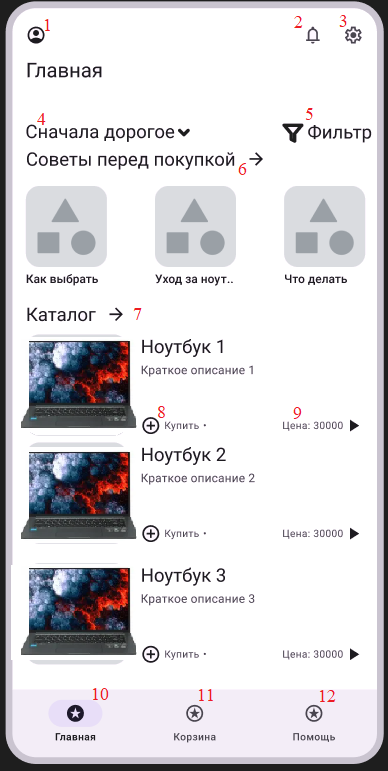 1 2 3
Главная
4 5
Сначала дорогое Фильтр
Советы перед покупкой
6
Как выбрать Уход за ноут.. Что делать
Каталог 7
Ноутбук 1
Краткое описание 1
8 9
Купить • Цена: 30000
Ноутбук 2
Краткое описание 2
Купить • Цена: 30000
Ноутбук 3
Краткое описание 3
Купить • Цена: 30000
10 11 12
Главная Корзина Помощь